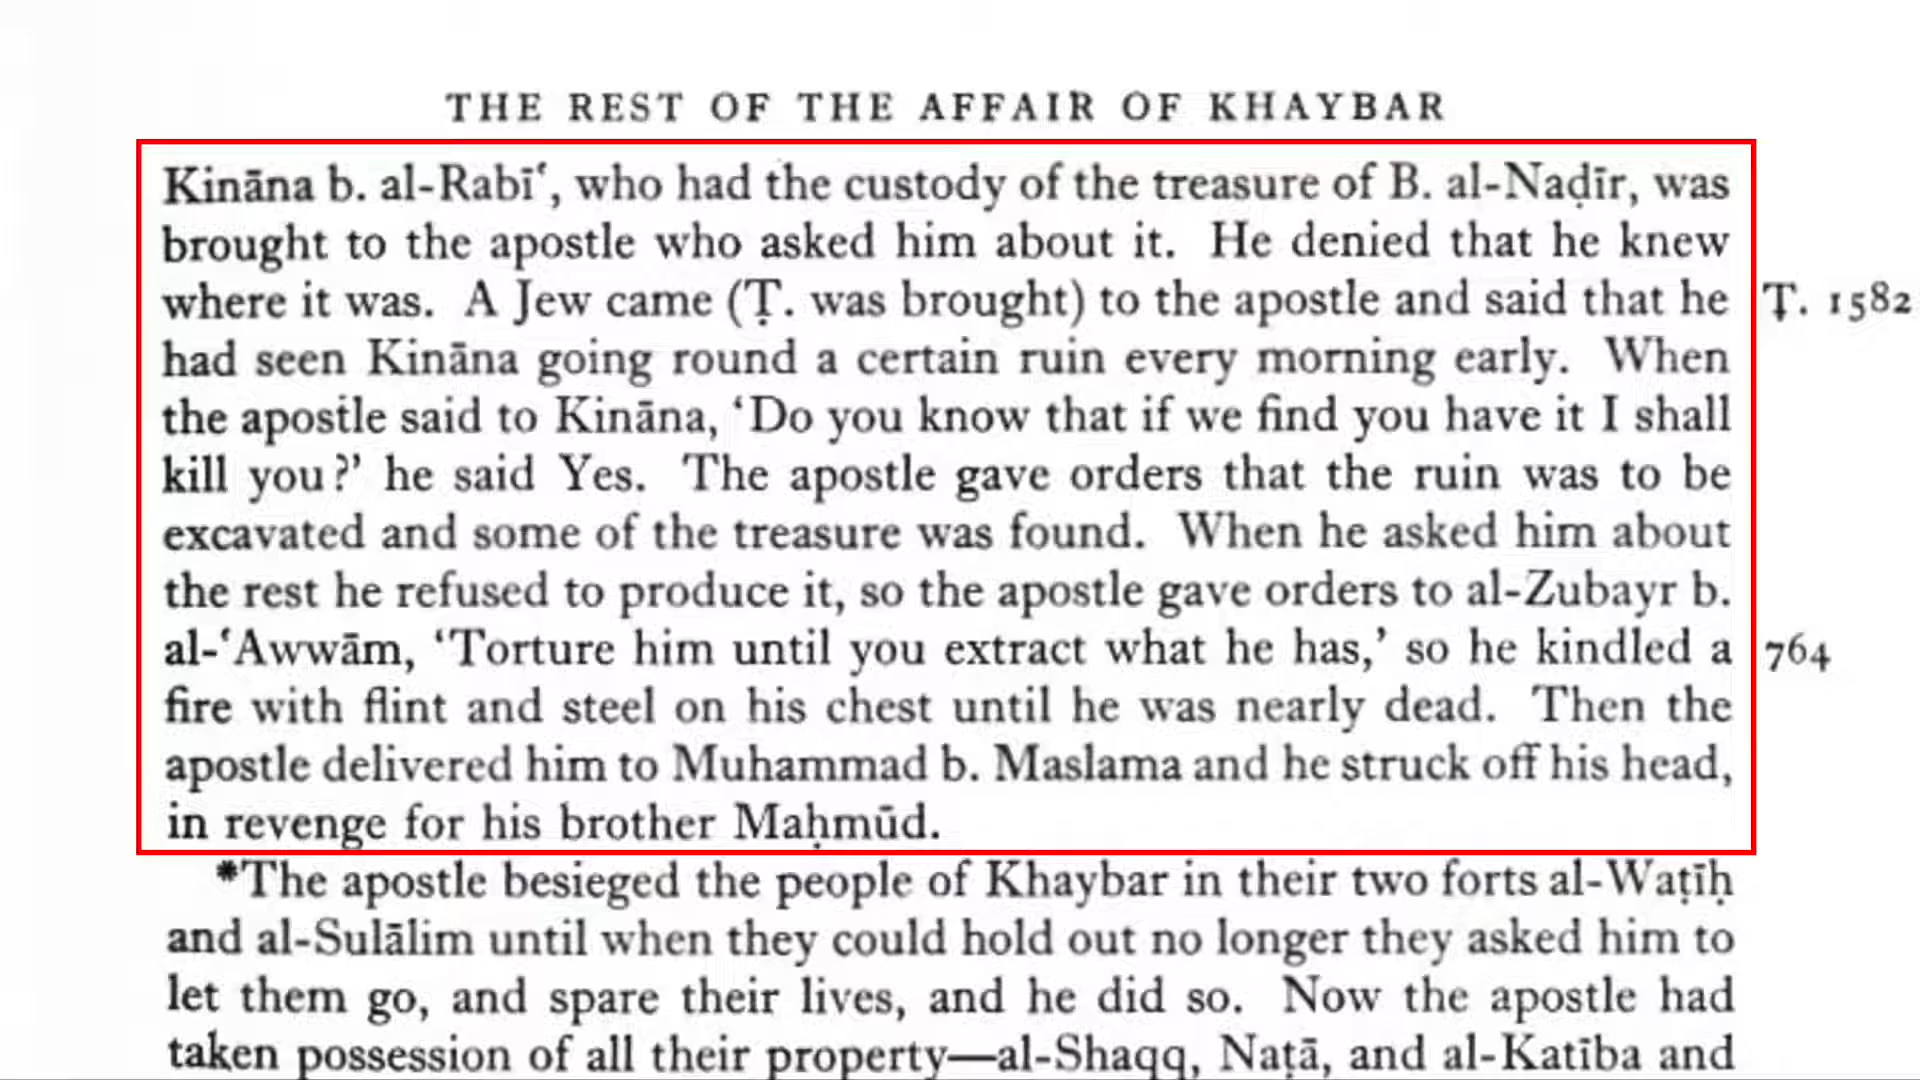 THE REST OF THE AFFAIR OF KHAYBAR
Kināna b. al-Rabīʿ, who had the custody of the treasure of B. al-Naḍīr, was
brought to the apostle who asked him about it. He denied that he knew
where it was. A Jew came (Ṭ. was brought) to the apostle and said that he Ṭ. 1582
had seen Kināna going round a certain ruin every morning early. When
the apostle said to Kināna, ‘Do you know that if we find you have it I shall
kill you?’ he said Yes. The apostle gave orders that the ruin was to be
excavated and some of the treasure was found. When he asked him about
the rest he refused to produce it, so the apostle gave orders to al-Zubayr b.
al-ʿAwwām, ‘Torture him until you extract what he has,’ so he kindled a 764
fire with flint and steel on his chest until he was nearly dead. Then the
apostle delivered him to Muhammad b. Maslama and he struck off his head,
in revenge for his brother Maḥmūd.
*The apostle besieged the people of Khaybar in their two forts al-Waṭīḥ
and al-Sulālim until when they could hold out no longer they asked him to
let them go, and spare their lives, and he did so. Now the apostle had
taken possession of all their property—al-Shaqq, Naṭā, and al-Katība and